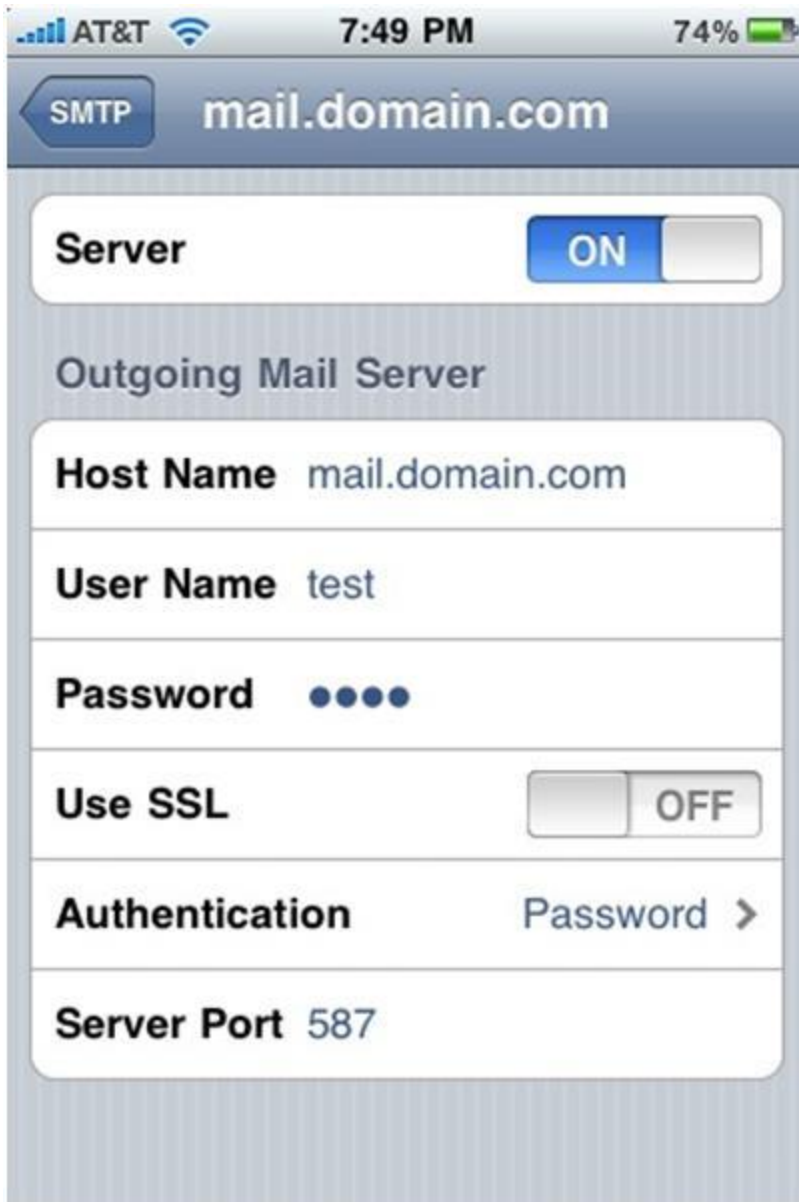 AT&T 7:49 PM 74%
SMTP mail.domain.com
Server ON
Outgoing Mail Server
Host Name mail.domain.com
User Name test
Password ••••
Use SSL OFF
Authentication Password >
Server Port 587